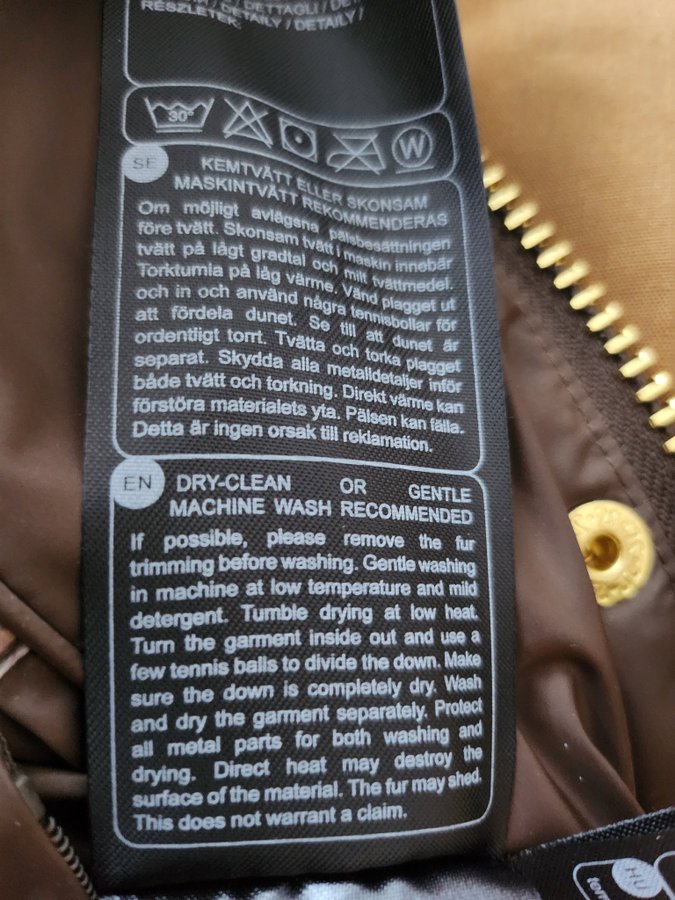 DETTAGLI / DET
RÉSZLETEK: DETAILY / DETAILY /
30°
W
SE
KEMTVÄTT ELLER SKONSAM
MASKINTVÄTT REKOMMENDERAS
Om möjligt avlägsna pälsbesättningen
före tvätt. Skonsam tvätt i maskin innebär
tvätt på lågt gradtal och milt tvättmedel.
Torktumla på låg värme. Vänd plagget ut
och in och använd några tennisbollar för
att fördela dunet. Se till att dunet är
ordentligt torrt. Tvätta och torka plagget
separat. Skydda alla metalldetaljer inför
både tvätt och torkning. Direkt värme kan
förstöra materialets yta. Pälsen kan fälla.
Detta är ingen orsak till reklamation.
EN
DRY-CLEAN OR GENTLE
MACHINE WASH RECOMMENDED
If possible, please remove the fur
trimming before washing. Gentle washing
in machine at low temperature and mild
detergent. Tumble drying at low heat.
Turn the garment inside out and use a
few tennis balls to divide the down. Make
sure the down is completely dry. Wash
and dry the garment separately. Protect
all metal parts for both washing and
drying. Direct heat may destroy the
surface of the material. The fur may shed.
This does not warrant a claim.
HU